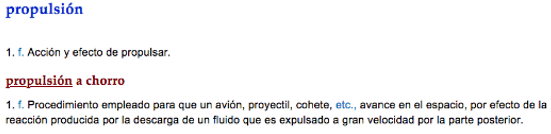 propulsión
1. f. Acción y efecto de propulsar.
propulsión a chorro
1. f. Procedimiento empleado para que un avión, proyectil, cohete, etc., avance en el espacio, por efecto de la
reacción producida por la descarga de un fluido que es expulsado a gran velocidad por la parte posterior.